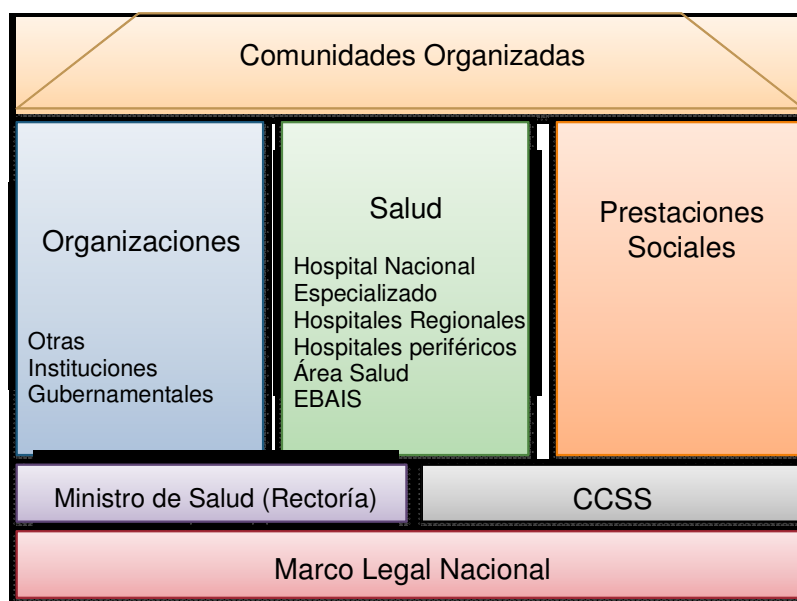 Comunidades Organizadas
Organizaciones
Otras
Instituciones
Gubernamentales
Salud
Hospital Nacional
Especializado
Hospitales Regionales
Hospitales periféricos
Área Salud
EBAIS
Prestaciones
Sociales
Ministro de Salud (Rectoría)
CCSS
Marco Legal Nacional